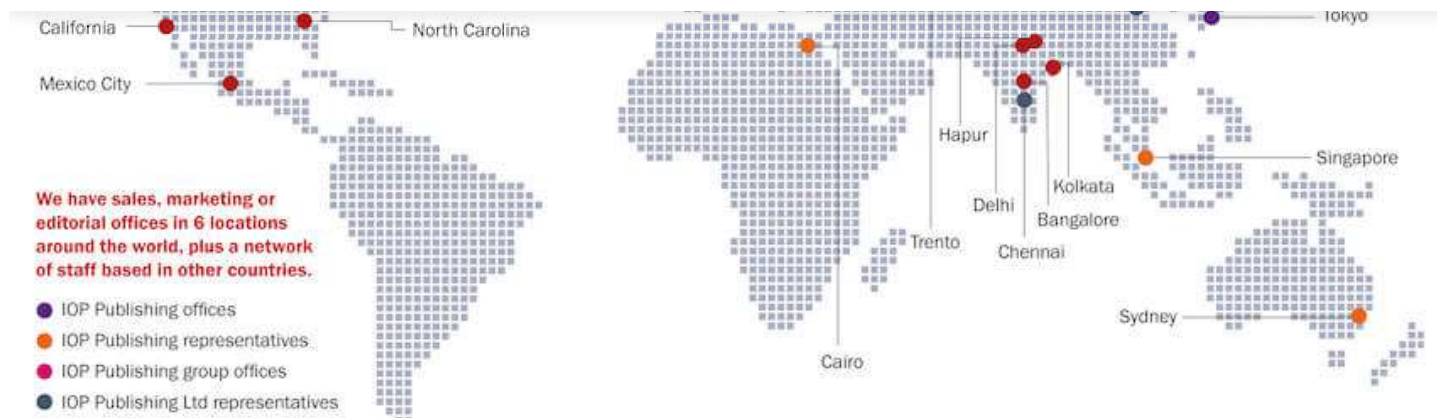 California
North Carolina
Tokyo
Mexico City
Hapur
Singapore
Kolkata
Delhi
Bangalore
Trento
Chennai
We have sales, marketing or
editorial offices in 6 locations
around the world, plus a network
of staff based in other countries.
IOP Publishing offices
IOP Publishing representatives
IOP Publishing group offices
IOP Publishing Ltd representatives
Sydney
Cairo